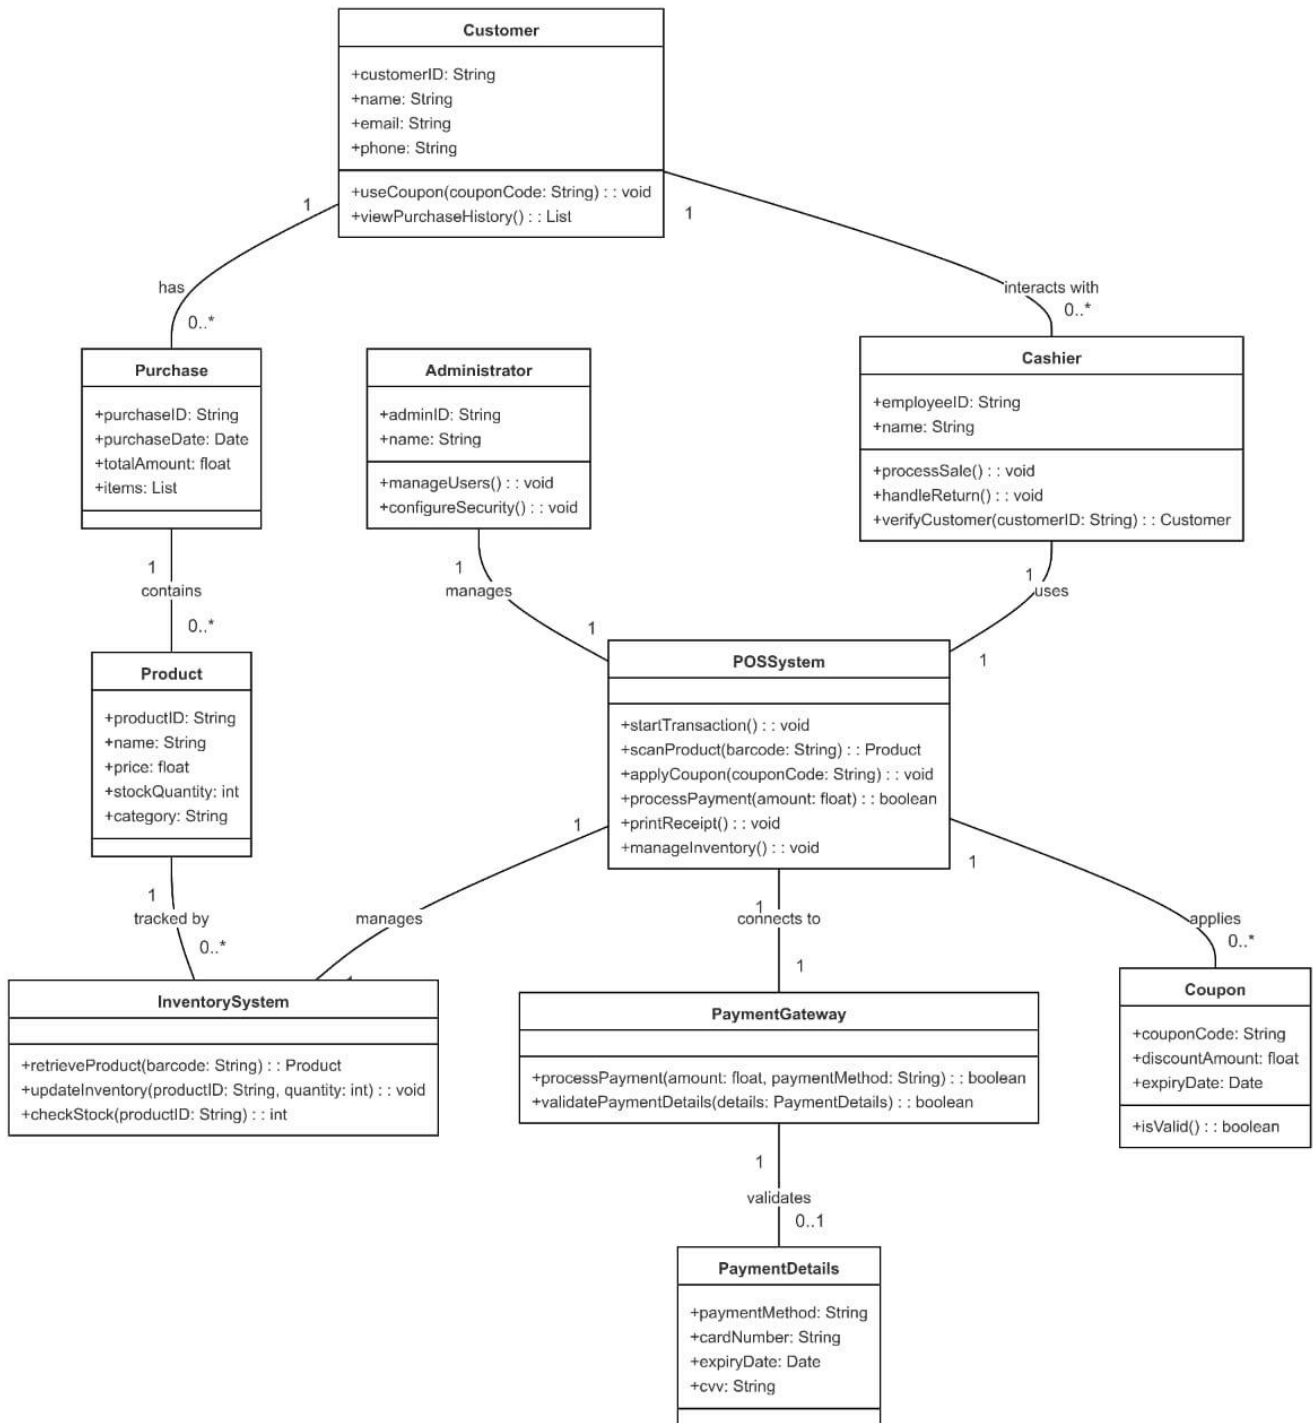 Customer
+customerID: String
+name: String
+email: String
+phone: String
+useCoupon(couponCode: String) : : void
+viewPurchaseHistory() : : List
1
1
has
interacts with
0..*
0..*
Purchase
+purchaseID: String
+purchaseDate: Date
+totalAmount: float
+items: List
Administrator
+adminID: String
+name: String
+manageUsers() : : void
+configureSecurity() : : void
Cashier
+employeeID: String
+name: String
+processSale() : : void
+handleReturn() : : void
+verifyCustomer(customerID: String) : : Customer
1
contains
0..*
1
manages
1
1
uses
1
Product
+productID: String
+name: String
+price: float
+stockQuantity: int
+category: String
POSSystem
+startTransaction() : : void
+scanProduct(barcode: String) : : Product
+applyCoupon(couponCode: String) : : void
+processPayment(amount: float) : : boolean
+printReceipt() : : void
+manageInventory() : : void
1
tracked by
0..*
1
manages
1
connects to
1
1
applies
0..*
InventorySystem
+retrieveProduct(barcode: String) : : Product
+updateInventory(productID: String, quantity: int) : : void
+checkStock(productID: String) : : int
PaymentGateway
+processPayment(amount: float, paymentMethod: String) : : boolean
+validatePaymentDetails(details: PaymentDetails) : : boolean
Coupon
+couponCode: String
+discountAmount: float
+expiryDate: Date
+isValid() : : boolean
1
validates
0..1
PaymentDetails
+paymentMethod: String
+cardNumber: String
+expiryDate: Date
+cvv: String